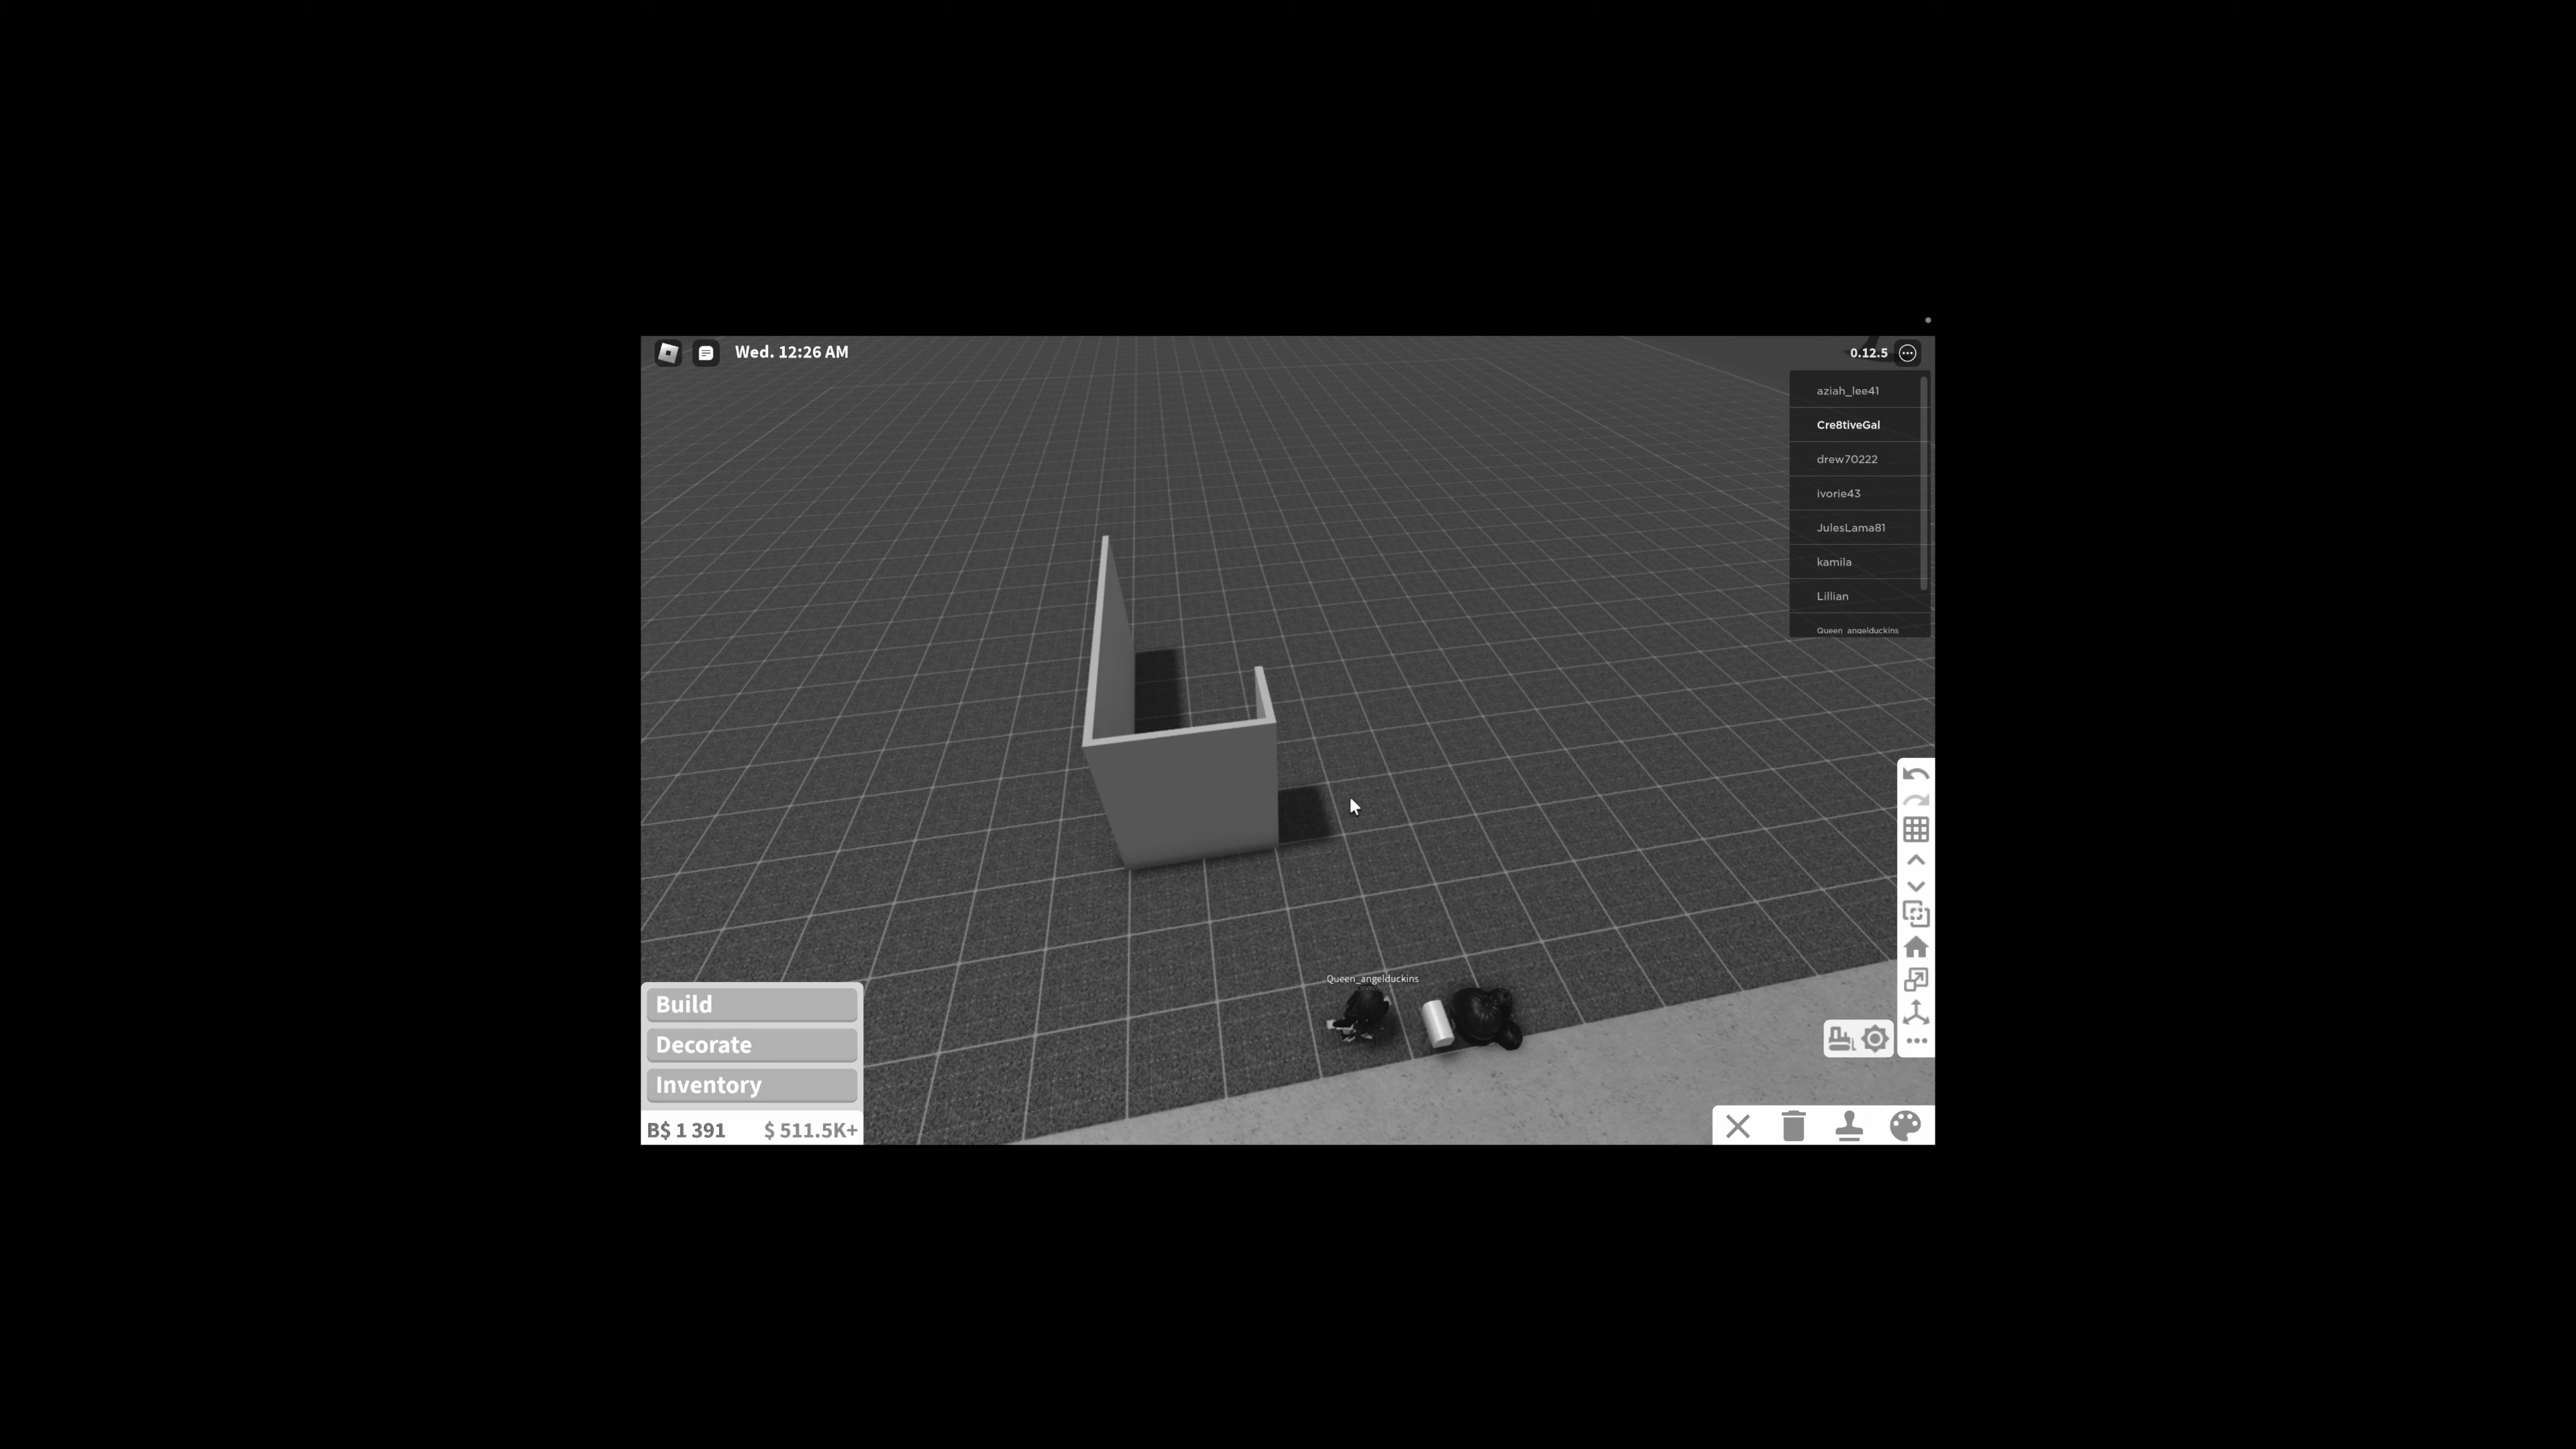 Wed. 12:26 AM
0.12.5
aziah_lee41
Cre8tiveGal
drew70222
ivorie43
JulesLama81
kamila
Lillian
Queen_angelduckins
Queen_angelduckins
Build
Decorate
Inventory
B$ 1 391 $ 511.5K+